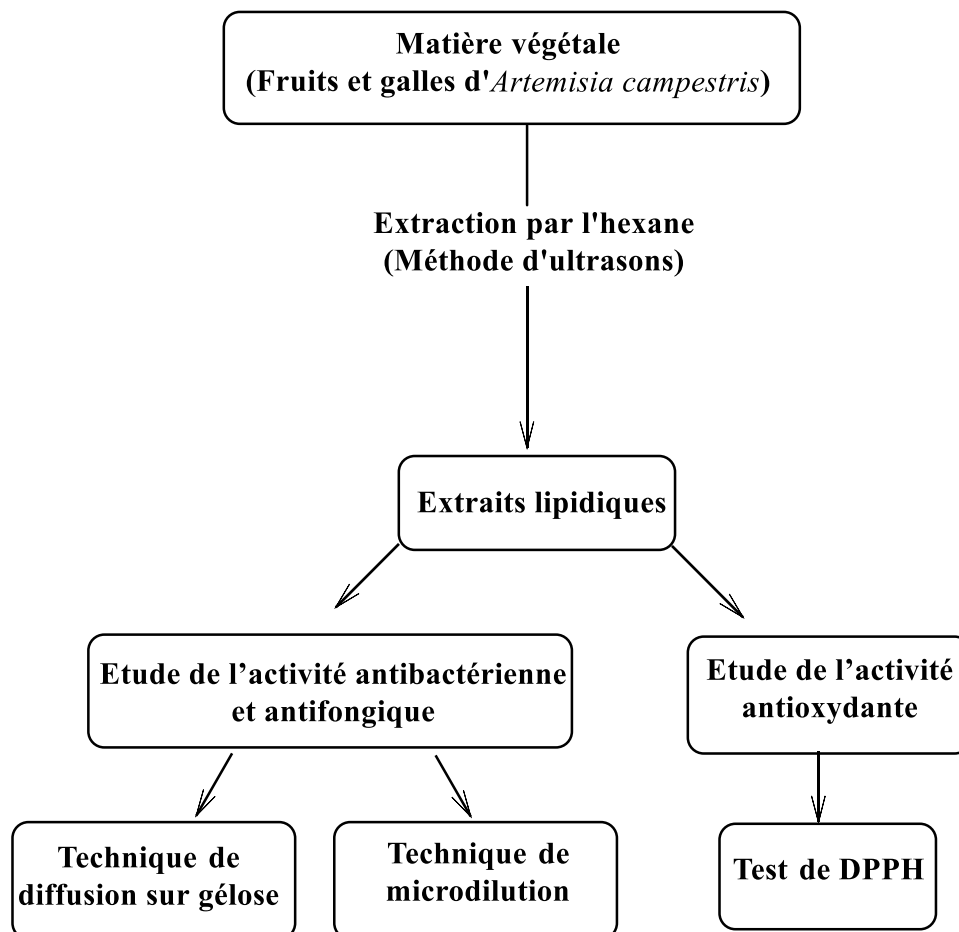 Matière végétale
(Fruits et galles d'Artemisia campestris)
Extraction par l'hexane
(Méthode d'ultrasons)
Extraits lipidiques
Etude de l’activité antibactérienne
et antifongique
Etude de l’activité
antioxydante
Technique de
diffusion sur gélose
Technique de
microdilution
Test de DPPH